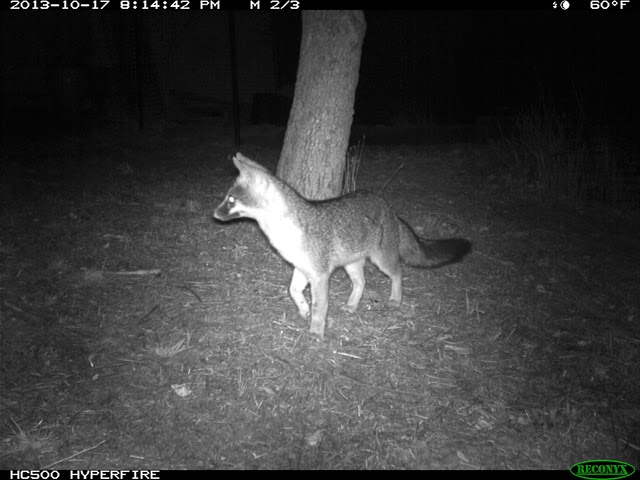 2013-10-17 8:14:42 PM M 2/3 60°F
HC500 HYPERFIRE
RECONYX